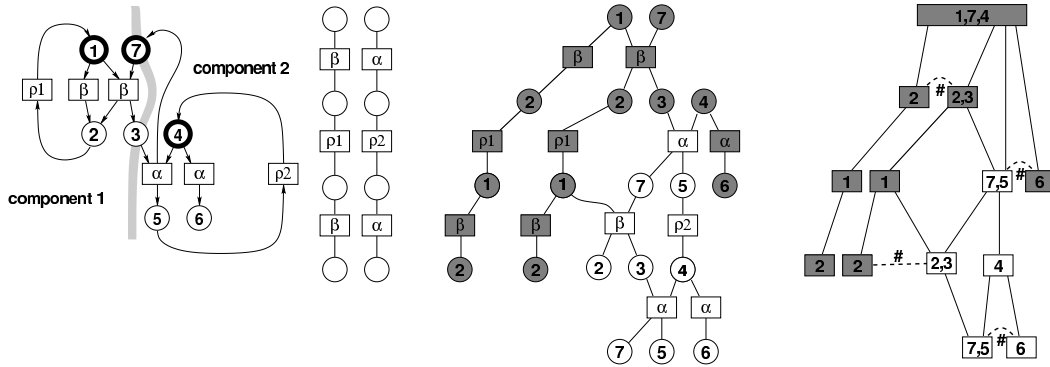 1 7
component 2
ρ1 β β
2 3 4
α α ρ2
component 1
5 6
β α
ρ1 ρ2
β α
1 7
β β
2 2 3 4
ρ1 ρ1 α α
1 1 7 5 6
β β β ρ2
2 2 2 3 4
α α
7 5 6
1,7,4
2 # 2,3
1 1 7,5 # 6
2 2 # 2,3 4
7,5 # 6